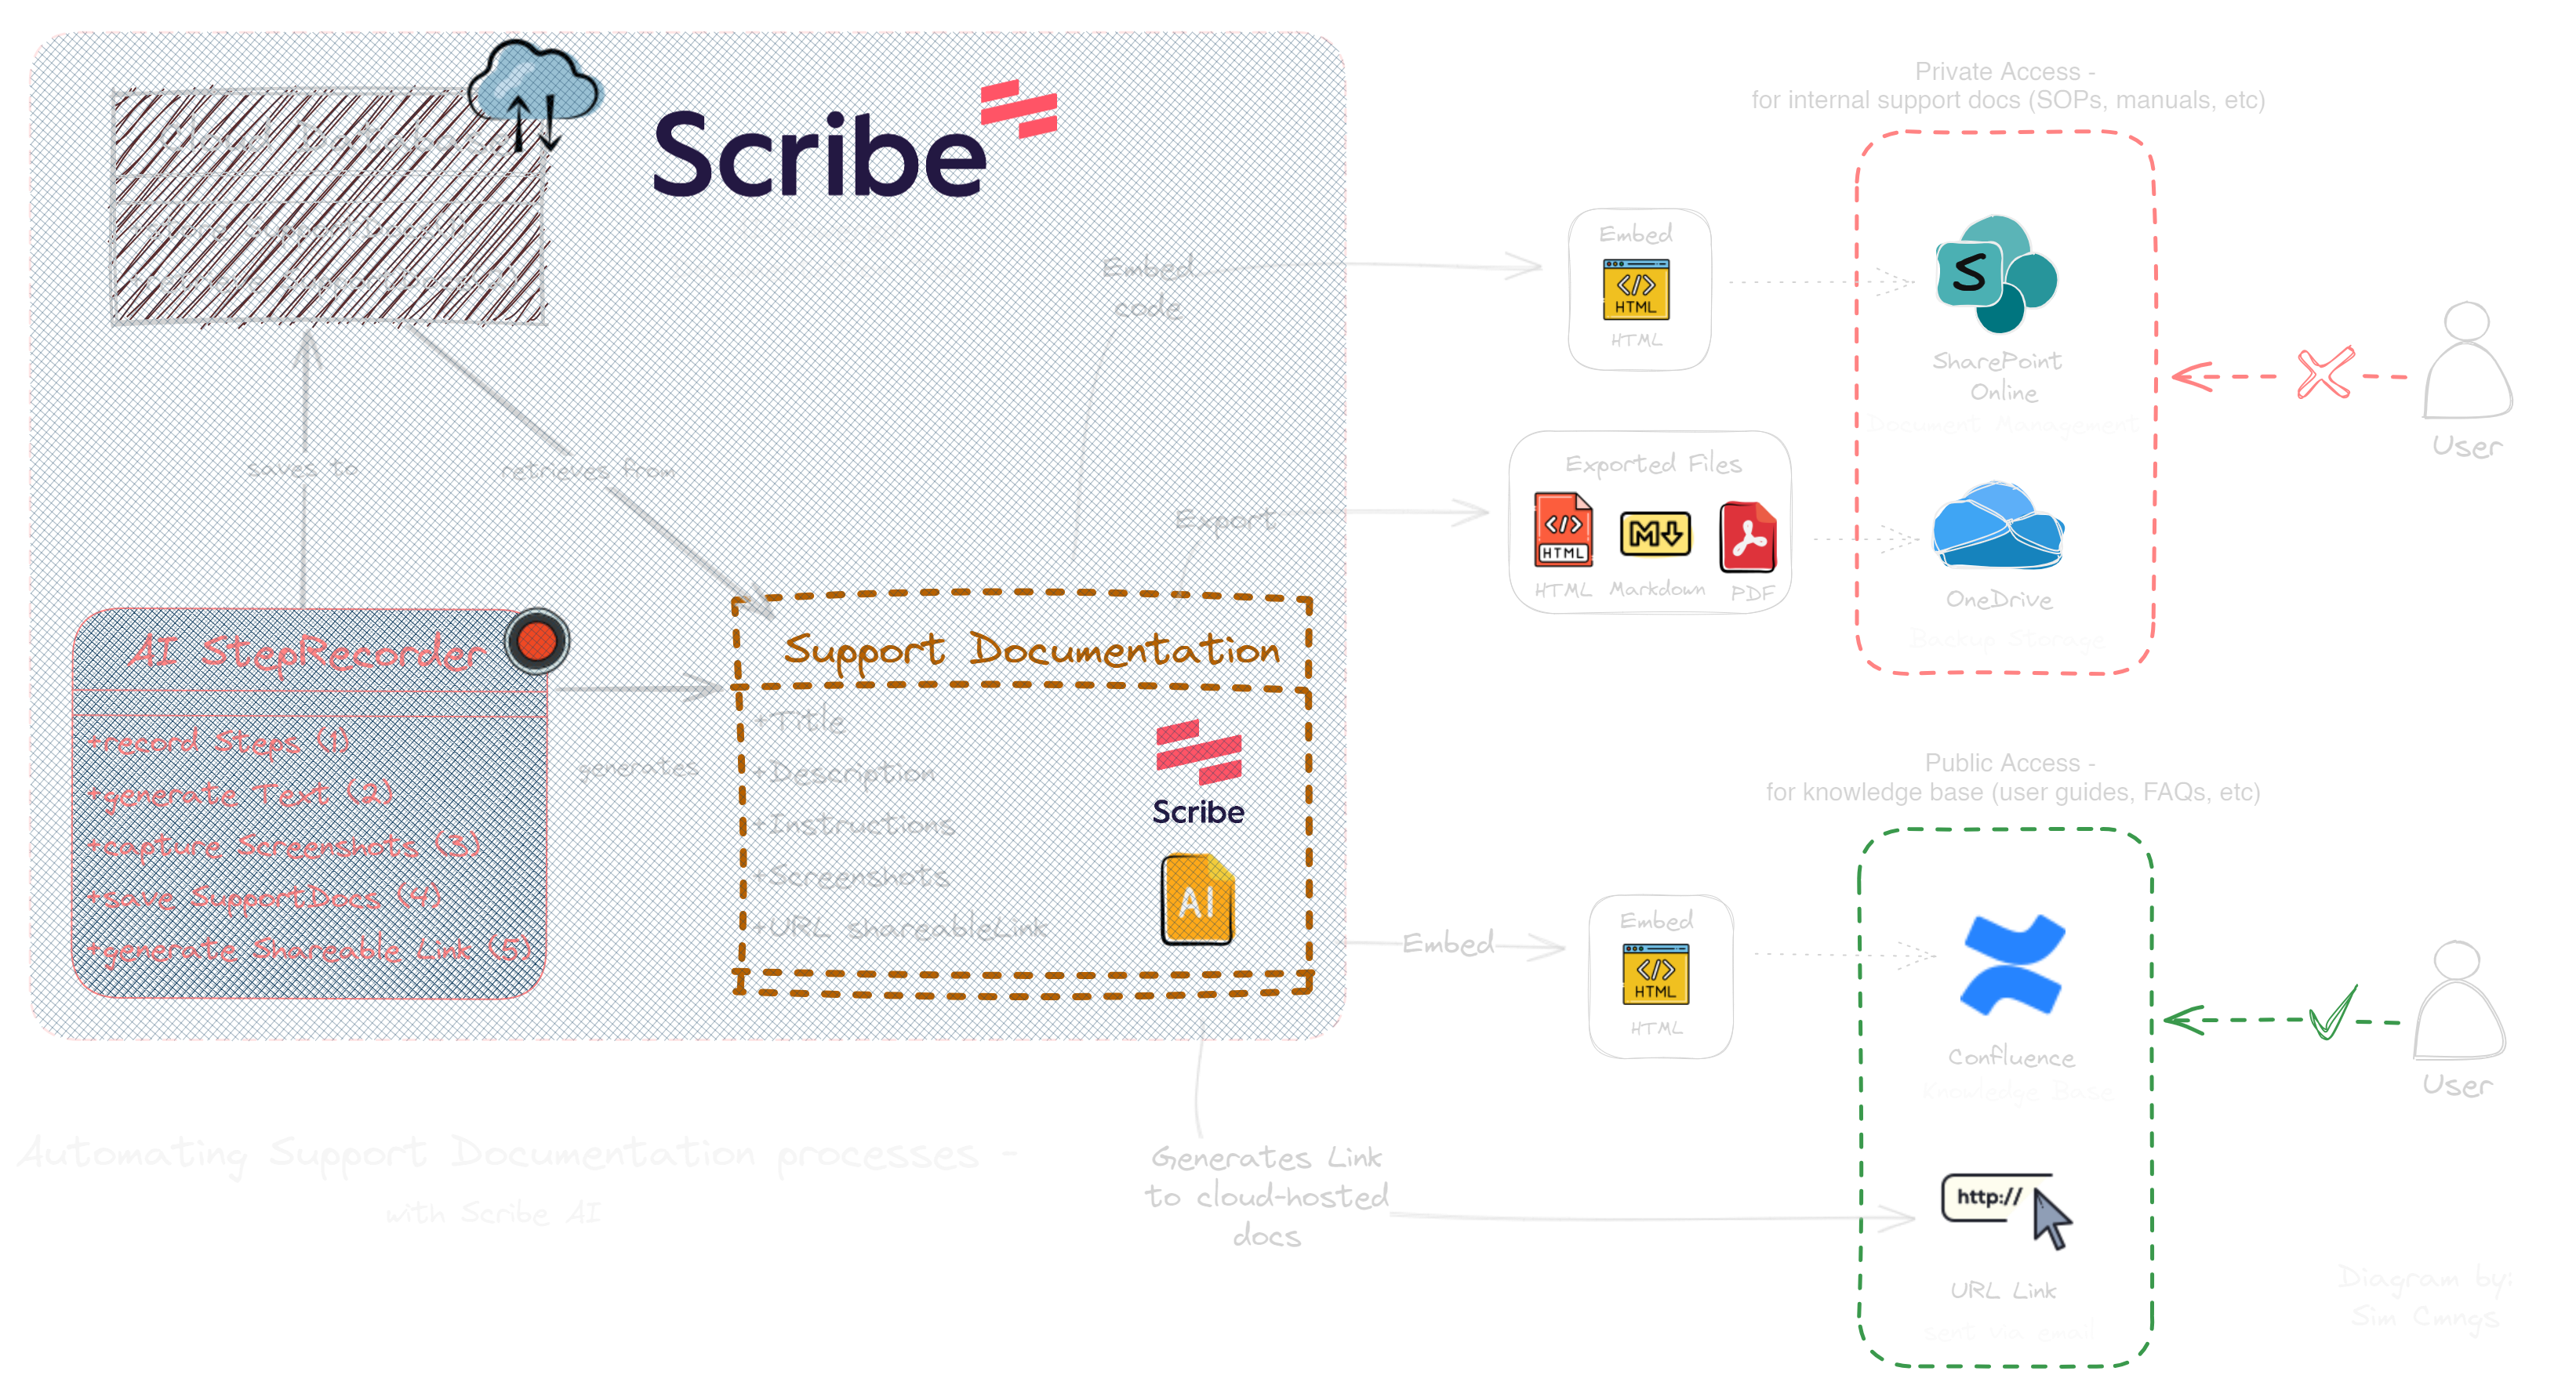 Cloud Database
+store SupportDocs(1)
+retrieve SupportDocs(2)
Scribe
saves to
retrieves from
AI StepRecorder
+record Steps (1)
+generate Text (2)
+capture Screenshots (3)
+save SupportDocs (4)
+generate Shareable Link (5)
generates
Support Documentation
+Title
+Description
+Instructions
+Screenshots
+URL shareableLink
Scribe
AI
Embed
code
Export
Embed
HTML
HTML
Exported Files
HTML
HTML
Markdown
PDF
Private Access -
for internal support docs (SOPs, manuals, etc)
S
SharePoint
Online
Document Management
OneDrive
Backup Storage
User
Public Access -
for knowledge base (user guides, FAQs, etc)
Embed
Embed
HTML
HTML
Confluence
Knowledge Base
User
Generates Link
to cloud-hosted
docs
http://
URL Link
sent via email
Automating Support Documentation processes -
with Scribe AI
Diagram by:
Sim Cmngs